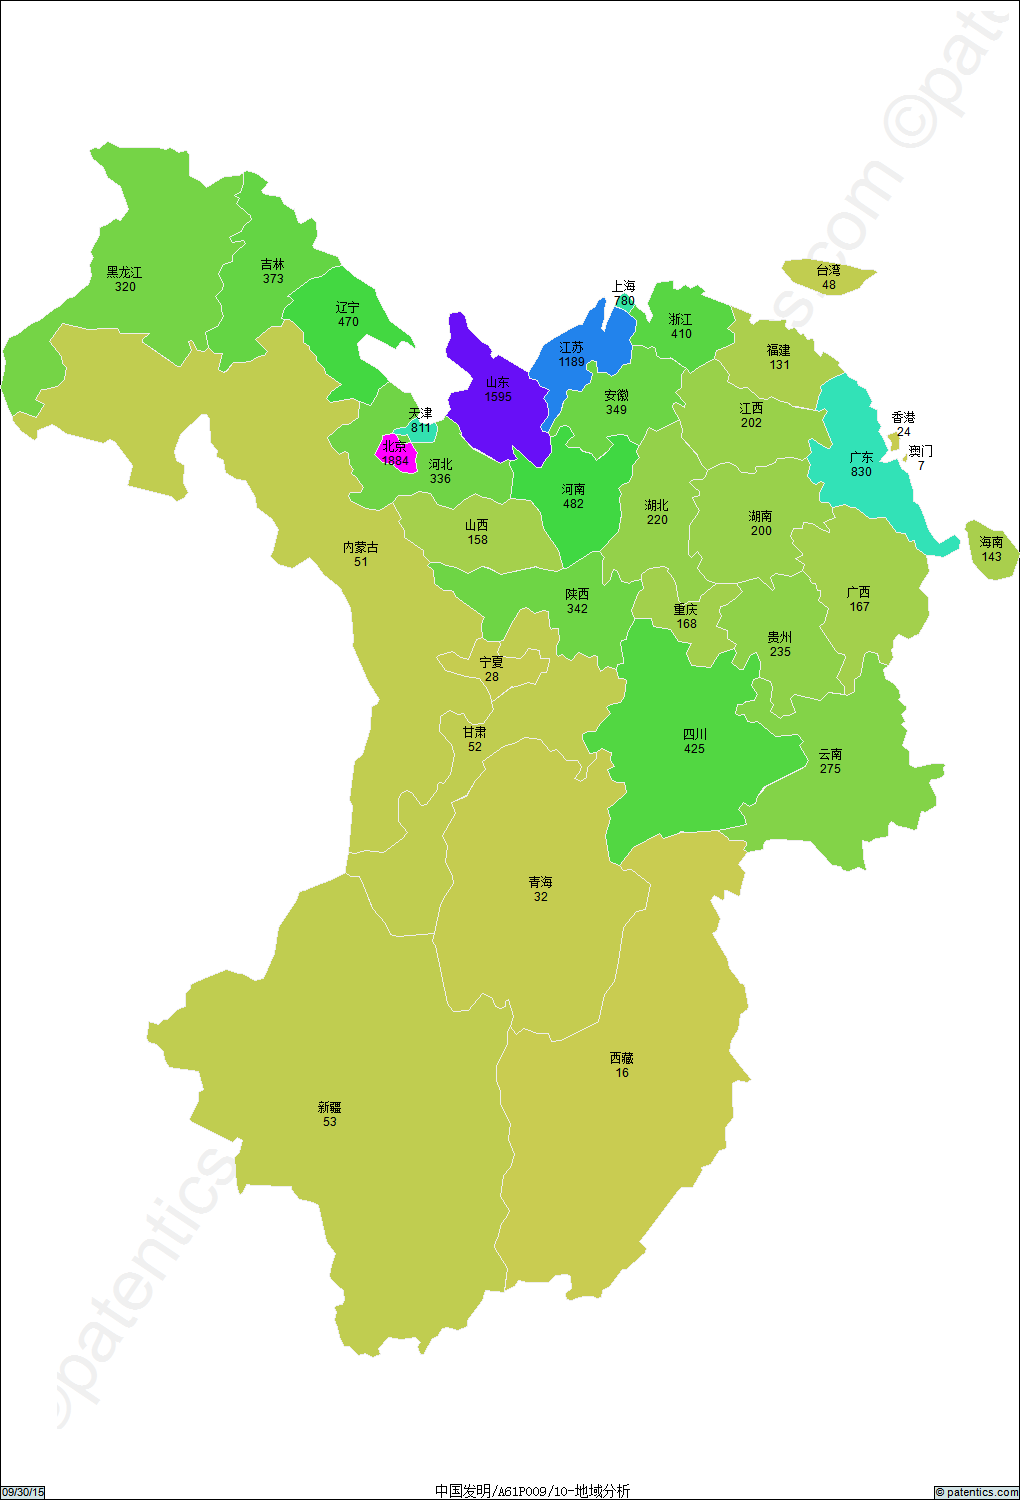 ©patentics.com ©pate
黑龙江
320
吉林
373
辽宁
470
台湾
48
上海
780
浙江
410
江苏
1189
福建
131
山东
1595
安徽
349
江西
202
天津
811
香港
24
北京
1884
河北
336
广东
830
澳门
7
河南
482
湖北
220
湖南
200
山西
158
内蒙古
51
海南
143
陕西
342
重庆
168
广西
167
贵州
235
宁夏
28
甘肃
52
四川
425
云南
275
青海
32
西藏
16
新疆
53
09/30/15
中国发明/A61P009/10-地域分析
© patentics.com